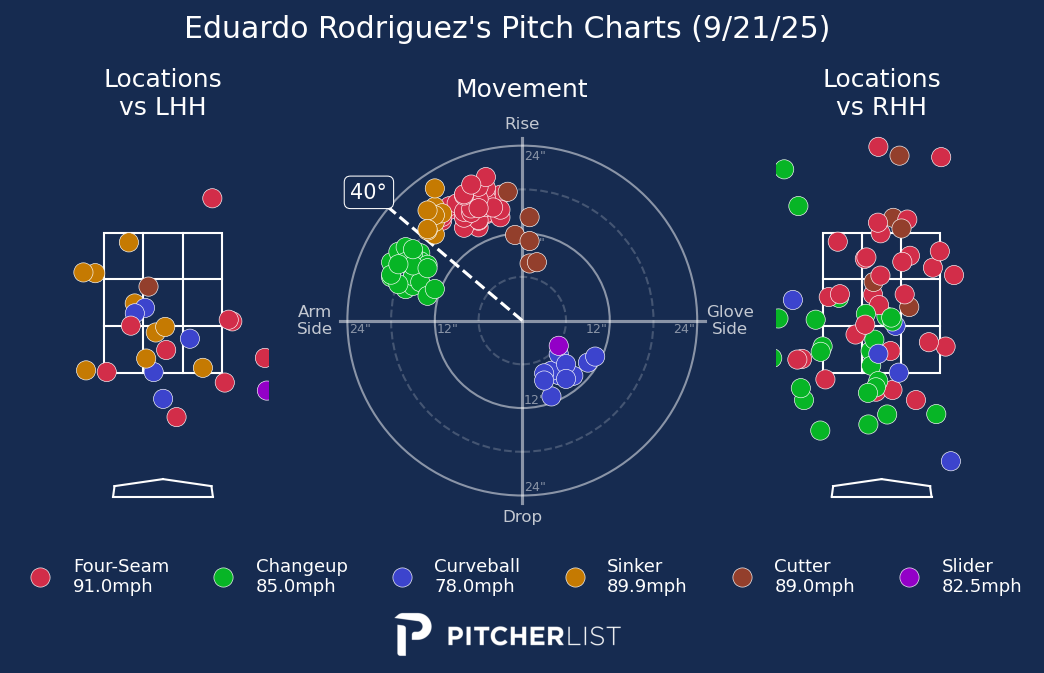 Eduardo Rodriguez's Pitch Charts (9/21/25)
Locations
vs LHH
Movement
Locations
vs RHH
Rise
24"
40°
Arm
Side
24"
12"
12"
24"
Glove
Side
12"
24"
Drop
Four-Seam
91.0mph
Changeup
85.0mph
Curveball
78.0mph
Sinker
89.9mph
Cutter
89.0mph
Slider
82.5mph
PITCHERLIST